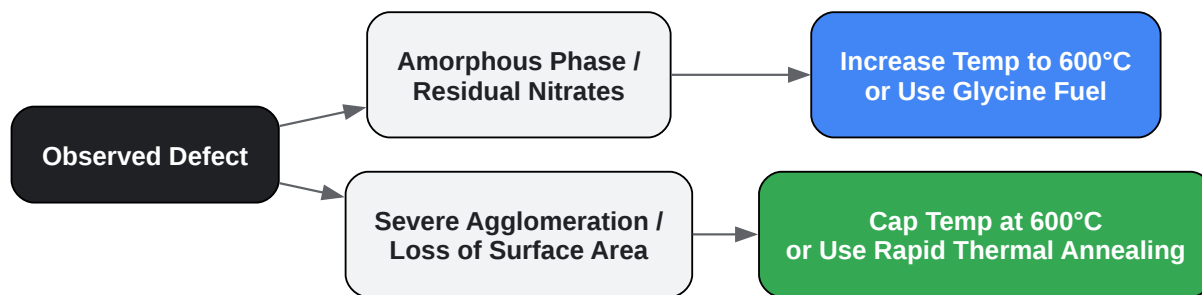 Observed Defect
Amorphous Phase /
Residual Nitrates
Increase Temp to 600°C
or Use Glycine Fuel
Severe Agglomeration /
Loss of Surface Area
Cap Temp at 600°C
or Use Rapid Thermal Annealing